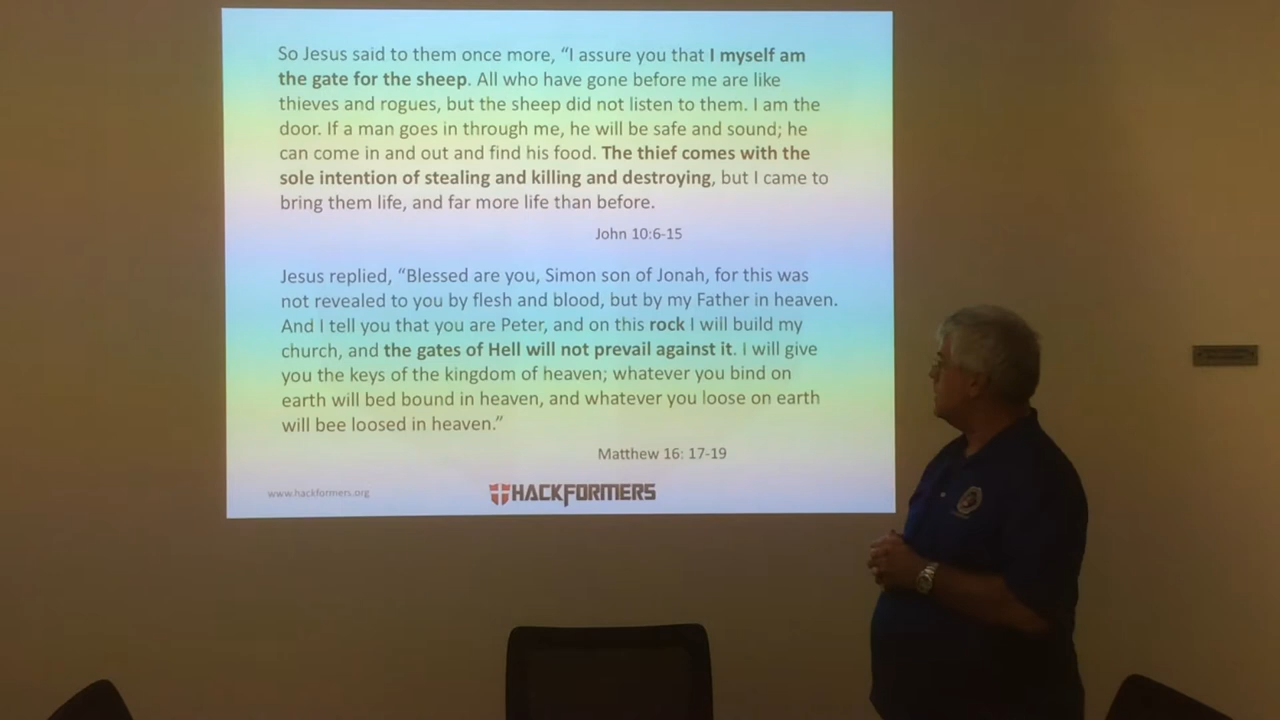 So Jesus said to them once more, “I assure you that I myself am
the gate for the sheep. All who have gone before me are like
thieves and rogues, but the sheep did not listen to them. I am the
door. If a man goes in through me, he will be safe and sound; he
can come in and out and find his food. The thief comes with the
sole intention of stealing and killing and destroying, but I came to
bring them life, and far more life than before.
John 10:6-15
Jesus replied, “Blessed are you, Simon son of Jonah, for this was
not revealed to you by flesh and blood, but by my Father in heaven.
And I tell you that you are Peter, and on this rock I will build my
church, and the gates of Hell will not prevail against it. I will give
you the keys of the kingdom of heaven; whatever you bind on
earth will bed bound in heaven, and whatever you loose on earth
will bee loosed in heaven.”
Matthew 16: 17-19
www.hackformers.org
HACKFORMERS